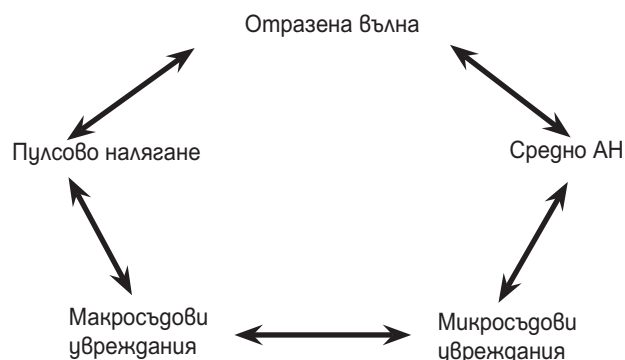 Отразена вълна
Пулсово налягане
Средно АН
Макросъдови
увреждания
Микросъдови
увреждания